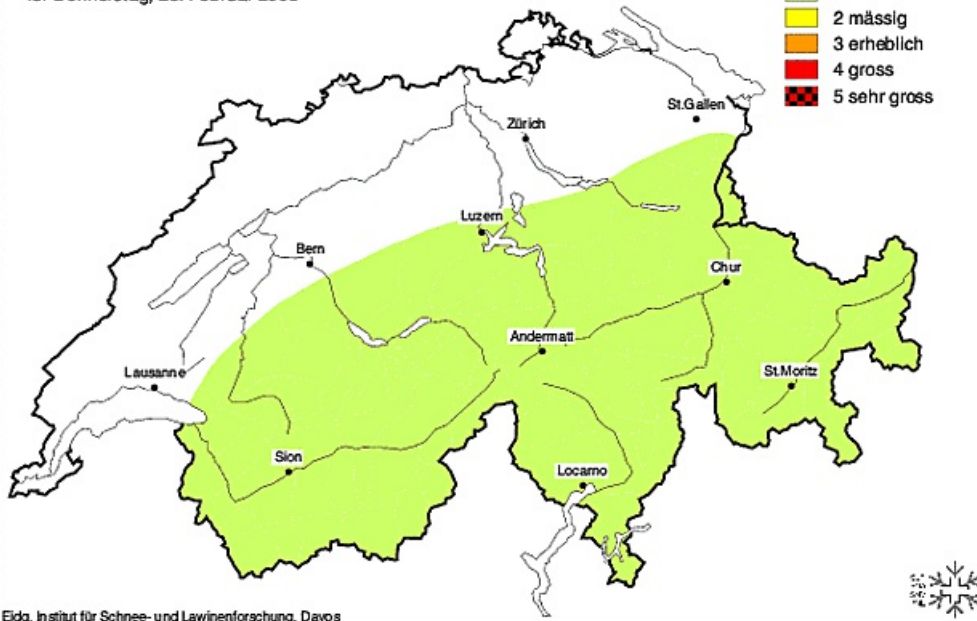 2 mässig
3 erheblich
4 gross
5 sehr gross
St.Gallen
Zürich
Luzern
Bern
Chur
Andermatt
Lausanne
St.Moritz
Sion
Locarno
Eidg. Institut für Schnee- und Lawinenforschung, Davos